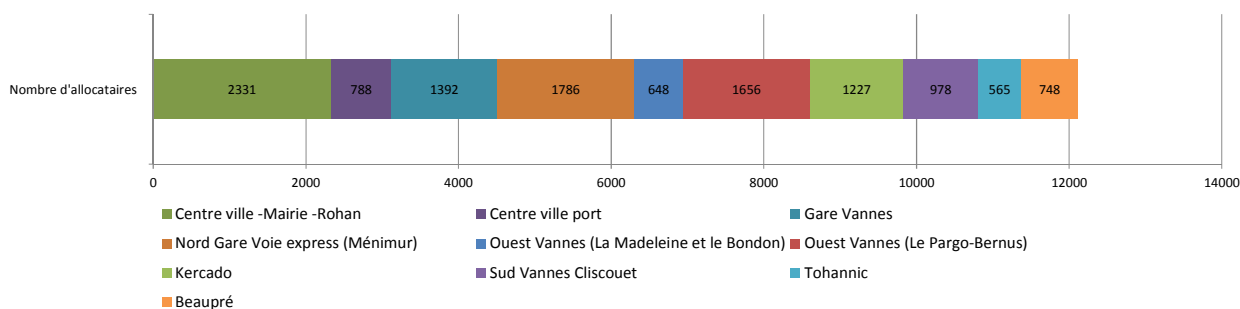 Nombre d'allocataires
2331 788 1392 1786 648 1656 1227 978 565 748
0 2000 4000 6000 8000 10000 12000 14000
Centre ville -Mairie -Rohan Centre ville port Gare Vannes
Nord Gare Voie express (Ménimur) Ouest Vannes (La Madeleine et le Bondon) Ouest Vannes (Le Pargo-Bernus)
Kercado Sud Vannes Cliscouet Tohannic
Beaupré